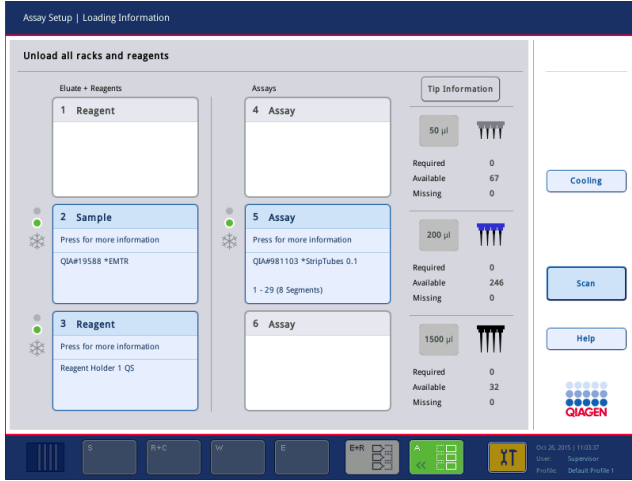 Assay Setup | Loading Information
Unload all racks and reagents
Eluate + Reagents
Assays
Tip Information
1 Reagent
4 Assay
50 µl
Required 0
Available 67
Missing 0
Cooling
2 Sample
Press for more information
QIA#19588 *EMTR
5 Assay
Press for more information
QIA#981103 *StripTubes 0.1
1 - 29 (8 Segments)
200 µl
Required 0
Available 246
Missing 0
Scan
3 Reagent
Press for more information
Reagent Holder 1 QS
6 Assay
1500 µl
Required 0
Available 32
Missing 0
Help
QIAGEN
S
R+C
W
E
E+R
A
Oct 26, 2015 | 11:03:37
User: Supervisor
Profile: Default Profile 1